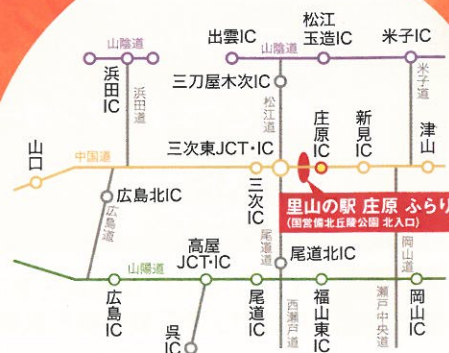 出雲IC
松江
玉造IC
米子IC
山陰道
山陰道
浜田
IC
浜田道
三刀屋木次IC
松江道
米子道
山口
中国道
三次東JCT・IC
庄原
IC
新見
IC
津山
三次
IC
広島北IC
広島道
里山の駅 庄原 ふらり
(国営備北丘陵公園 北入口)
高屋
JCT・IC
尾道道
尾道北IC
岡山道
山陽道
広島
IC
呉
IC
尾道
IC
西瀬戸道
福山東
IC
瀬戸中央道
岡山
IC